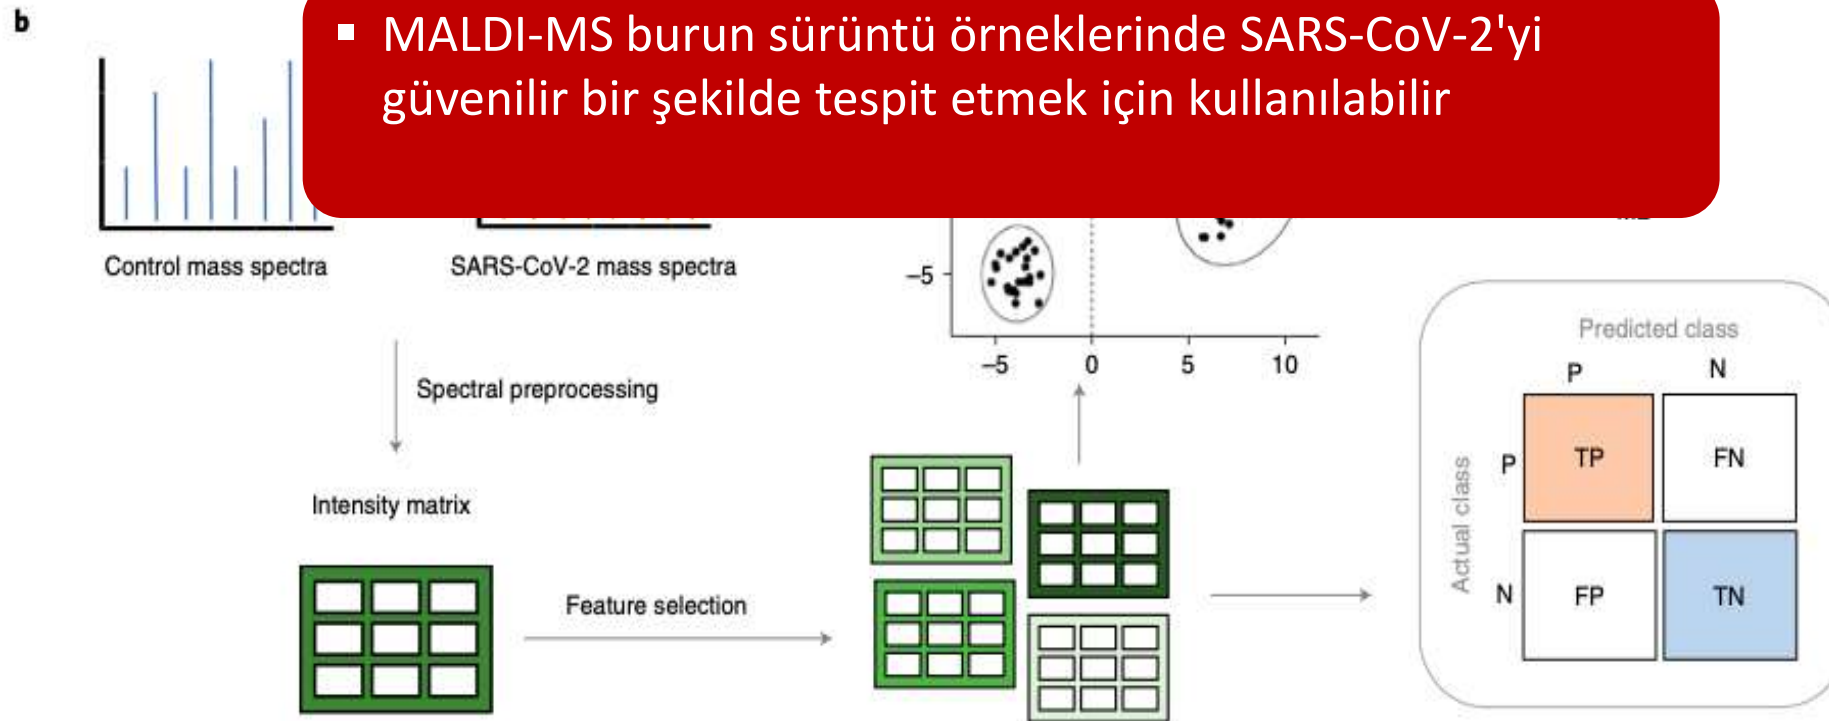 b
▪ MALDI-MS burun sürüntü örneklerinde SARS-CoV-2'yi
güvenilir bir şekilde tespit etmek için kullanılabilir
Control mass spectra
SARS-CoV-2 mass spectra
–5
–5 0 5 10
Spectral preprocessing
Intensity matrix
Feature selection
Predicted class
P N
Actual class
P TP FN
N FP TN